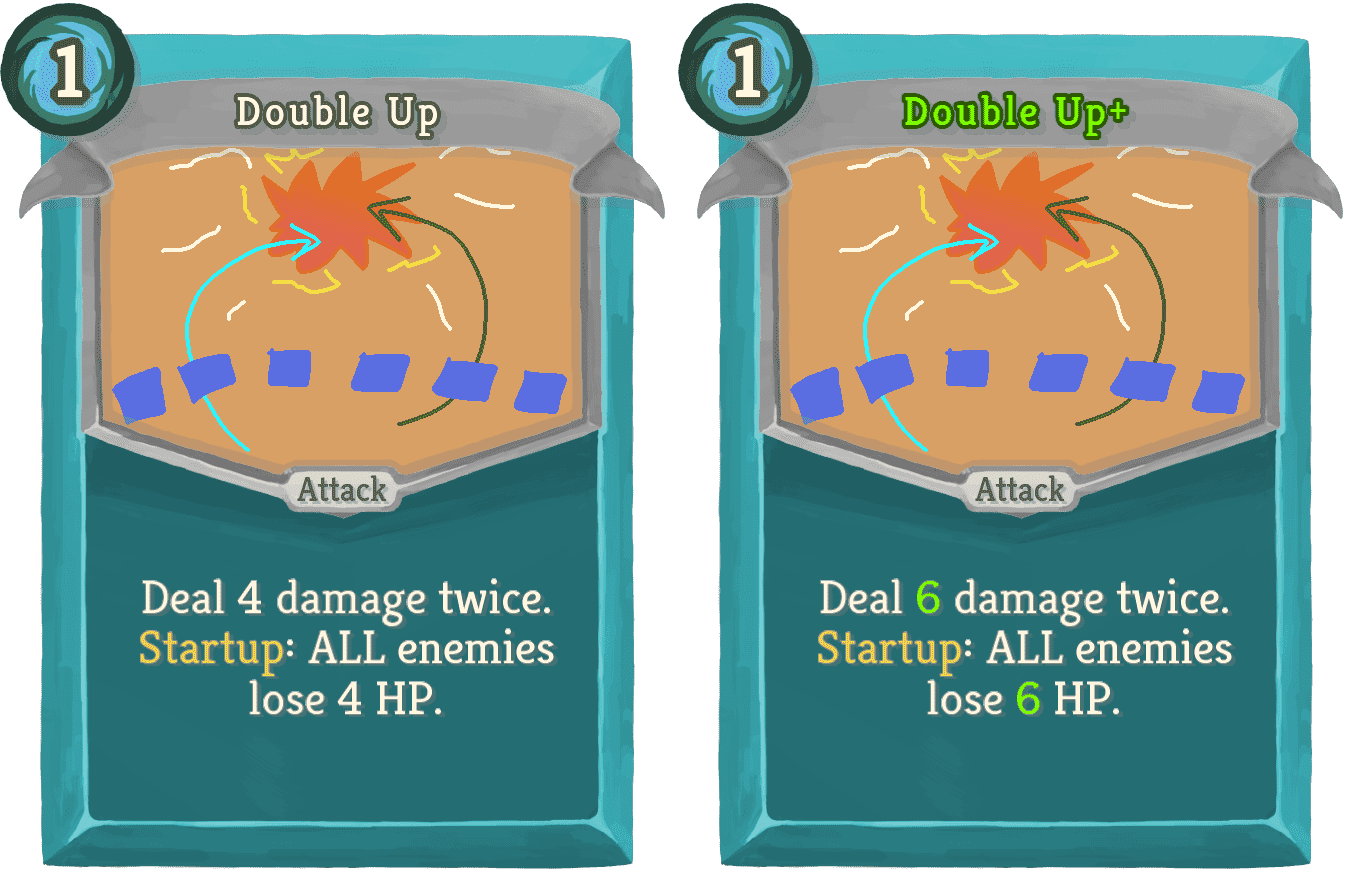 1
Double Up
Attack
Deal 4 damage twice.
Startup: ALL enemies
lose 4 HP.
1
Double Up+
Attack
Deal 6 damage twice.
Startup: ALL enemies
lose 6 HP.